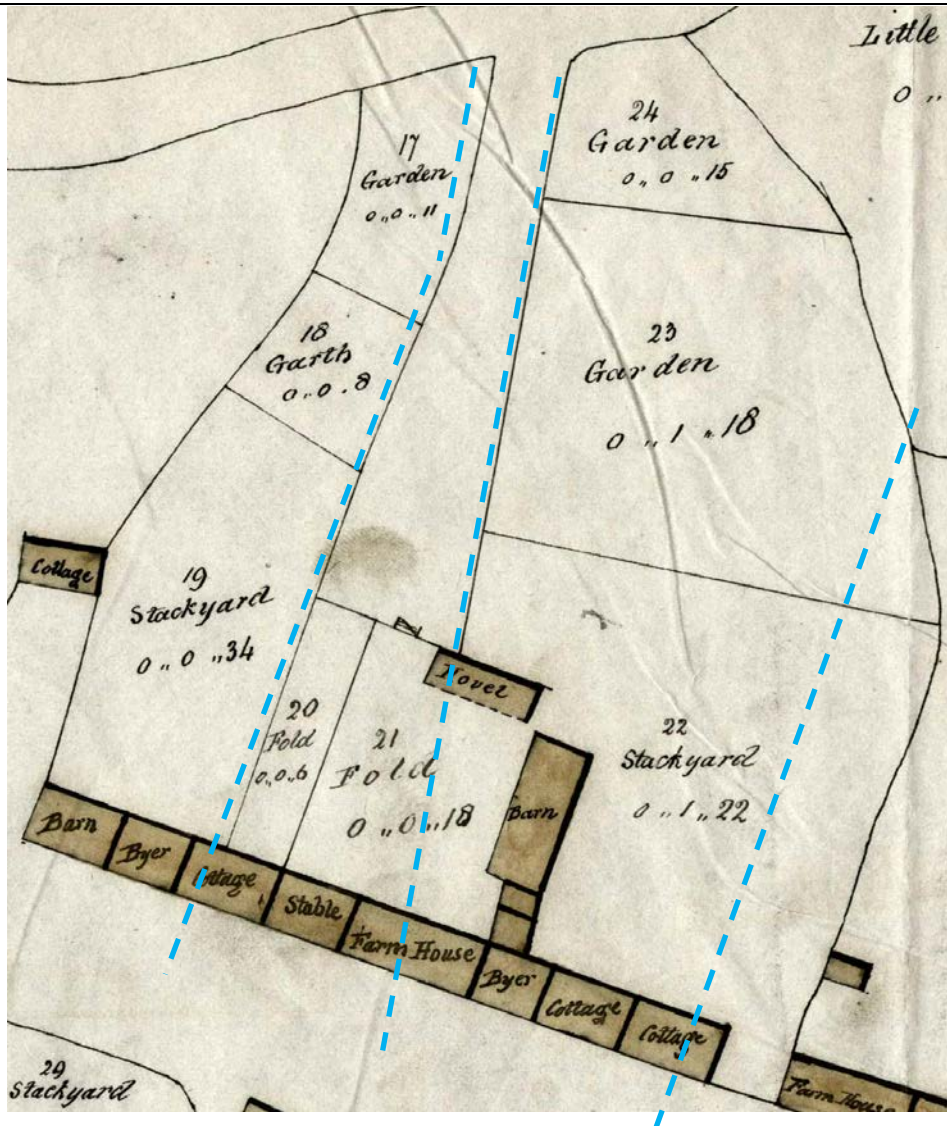 Little
0 ,,
24
Garden
0 ,, 0 ,, 15
17
Garden
0 ,, 0 ,, 11
18
Garth
0 ,, 0 . 8
23
Garden
0 ,, 1 ,, 18
Cottage
19
Stackyard
0 ,, 0 ,, 34
Hovel
20
Fold
0 ,, 0 ,, 6
21
Fold
0 ,, 0 ,, 18
22
Stackyard
0 ,, 1 ,, 22
Barn
Barn
Byer
Cottage
Stable
Farm House
Byer
Cottage
Cottage
29
Stackyard
Farm House